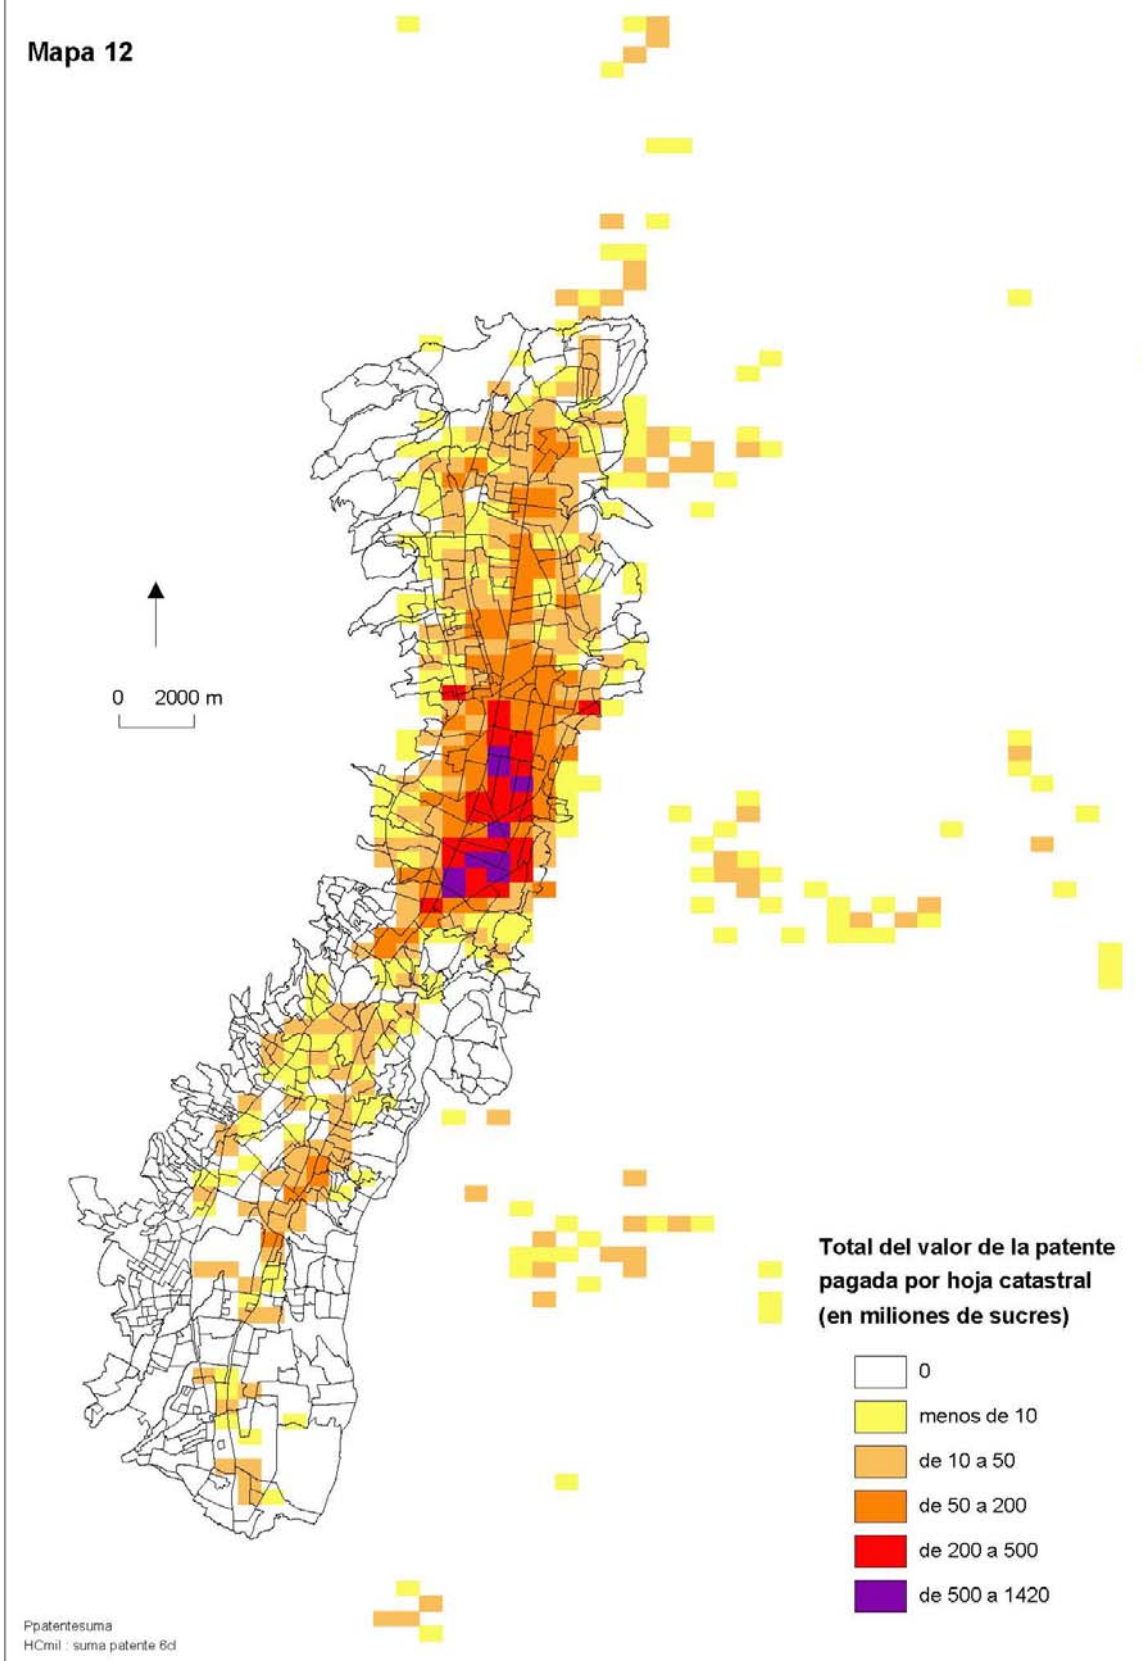 Mapa 12
0 2000 m
Total del valor de la patente
pagada por hoja catastral
(en miliones de sucres)
0
menos de 10
de 10 a 50
de 50 a 200
de 200 a 500
de 500 a 1420
Ppatentesuma
HCmil : suma patente 6cl